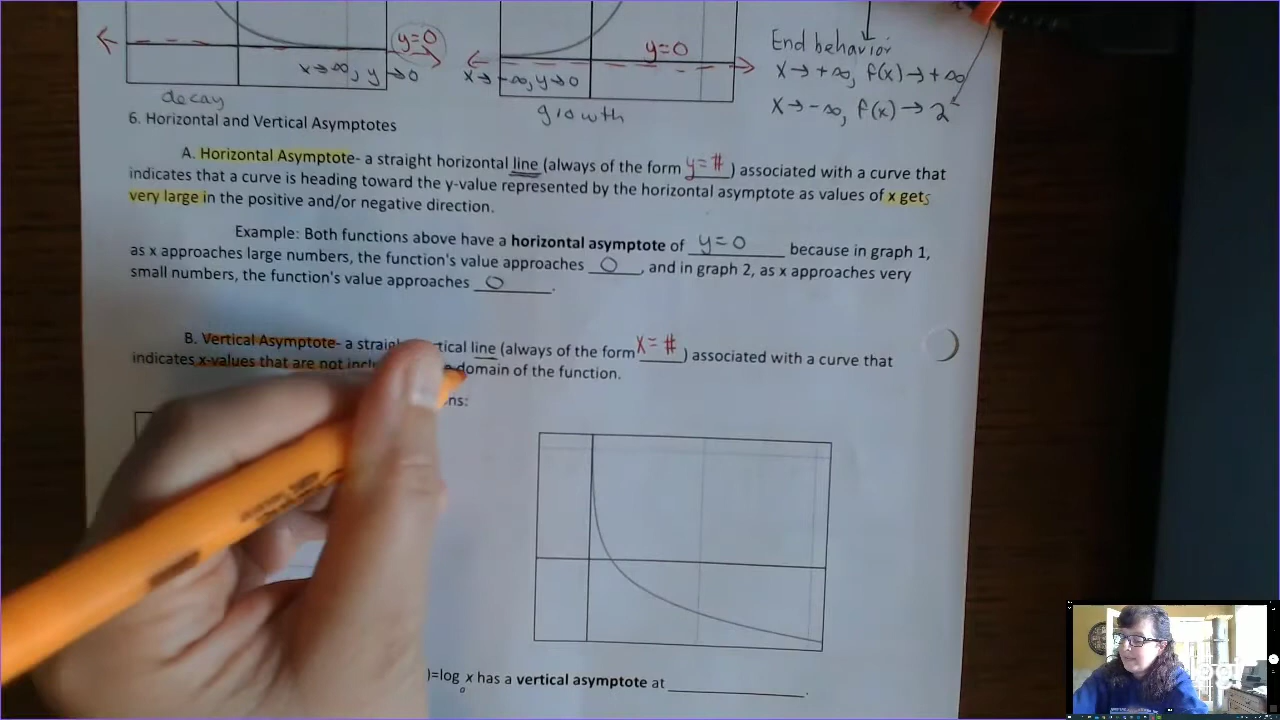 y=0
x→∞, y→0
decay
y=0
x→-∞, y→0
growth
End behavior
x→+∞, f(x)→+∞
x→-∞, f(x)→2
6. Horizontal and Vertical Asymptotes
A. Horizontal Asymptote- a straight horizontal line (always of the form y=# ) associated with a curve that
indicates that a curve is heading toward the y-value represented by the horizontal asymptote as values of x gets
very large in the positive and/or negative direction.
Example: Both functions above have a horizontal asymptote of y=0 because in graph 1,
as x approaches large numbers, the function's value approaches 0, and in graph 2, as x approaches very
small numbers, the function's value approaches 0.
B. Vertical Asymptote- a line (always of the form x=# ) associated with a curve that
indicates x-values that are not domain of the function.
)=log a x has a vertical asymptote at ________.